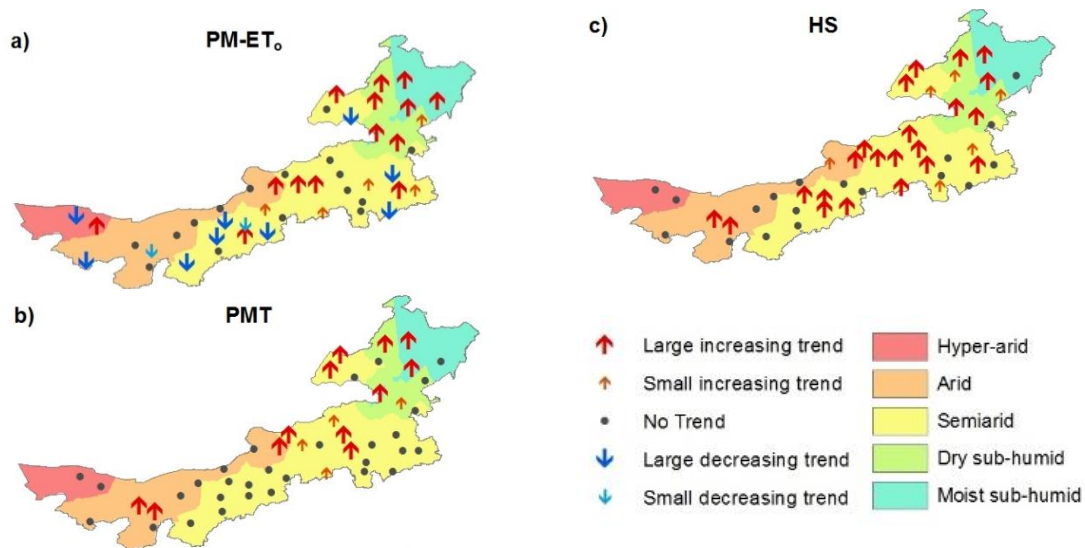 a)
PM-ETₒ
b)
PMT
c)
HS
Large increasing trend
Small increasing trend
No Trend
Large decreasing trend
Small decreasing trend
Hyper-arid
Arid
Semiarid
Dry sub-humid
Moist sub-humid